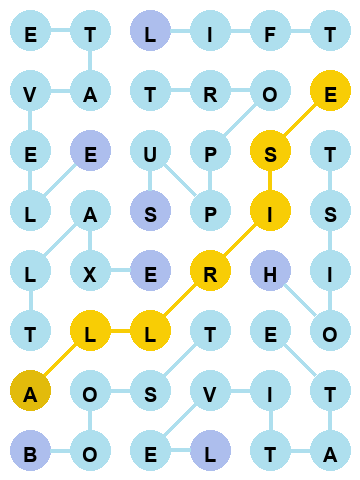 E T L I F T
V A T R O E
E E U P S T
L A S P I S
L X E R H I
T L L T E O
A O S V I T
B O E L T A